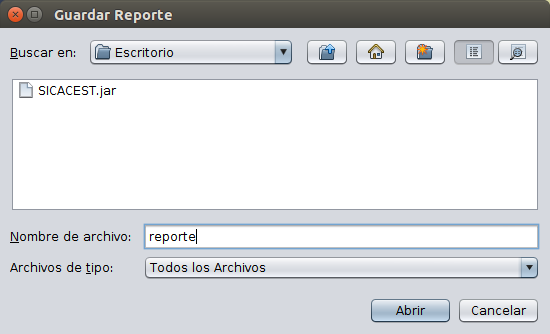 Guardar Reporte
Buscar en: Escritorio
SICACEST.jar
Nombre de archivo: reporte
Archivos de tipo: Todos los Archivos
Abrir Cancelar